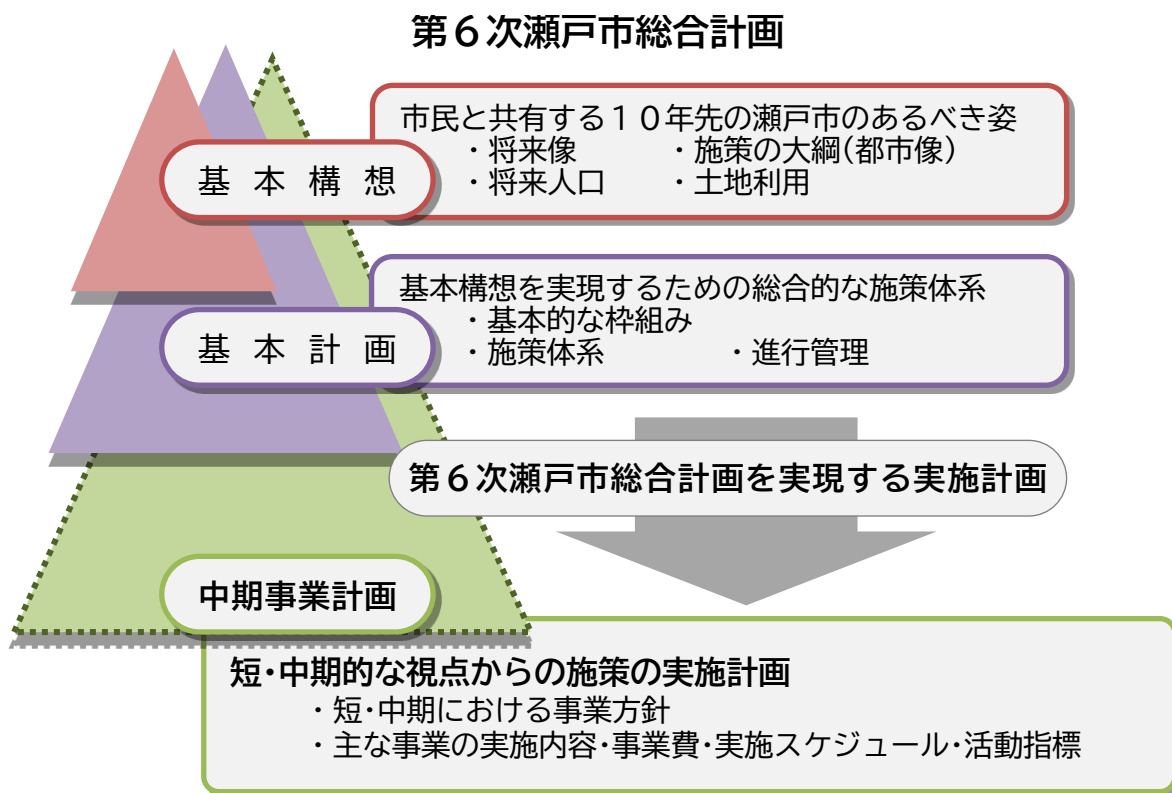 第６次瀬戸市総合計画
市民と共有する１０年先の瀬戸市のあるべき姿
・将来像　・施策の大綱（都市像）
基本構想
・将来人口　・土地利用
基本構想を実現するための総合的な施策体系
・基本的な枠組み
基本計画
・施策体系　・進行管理
第６次瀬戸市総合計画を実現する実施計画
中期事業計画
短・中期的な視点からの施策の実施計画
・短・中期における事業方針
・主な事業の実施内容・事業費・実施スケジュール・活動指標